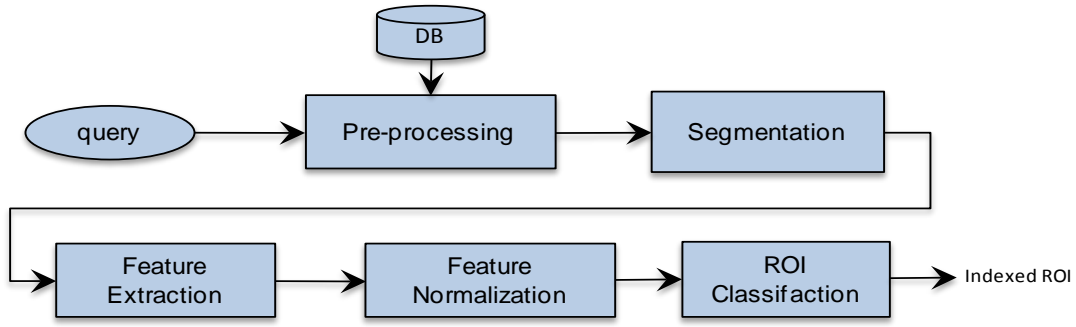 DB
query
Pre-processing
Segmentation
Feature
Extraction
Feature
Normalization
ROI
Classifaction
Indexed ROI